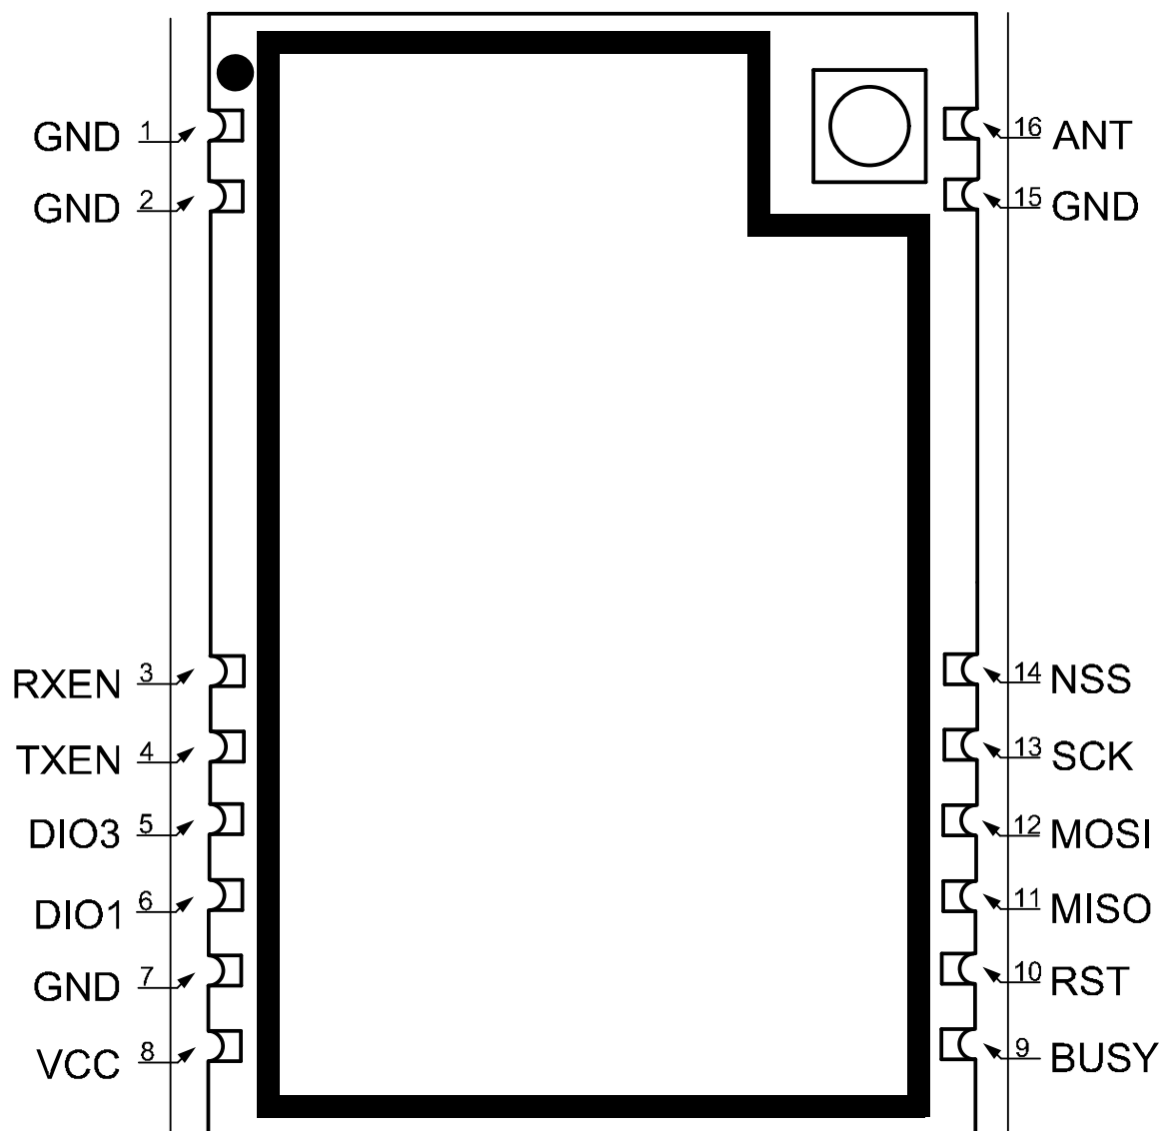 GND 1
GND 2
RXEN 3
TXEN 4
DIO3 5
DIO1 6
GND 7
VCC 8
16 ANT
15 GND
14 NSS
13 SCK
12 MOSI
11 MISO
10 RST
9 BUSY